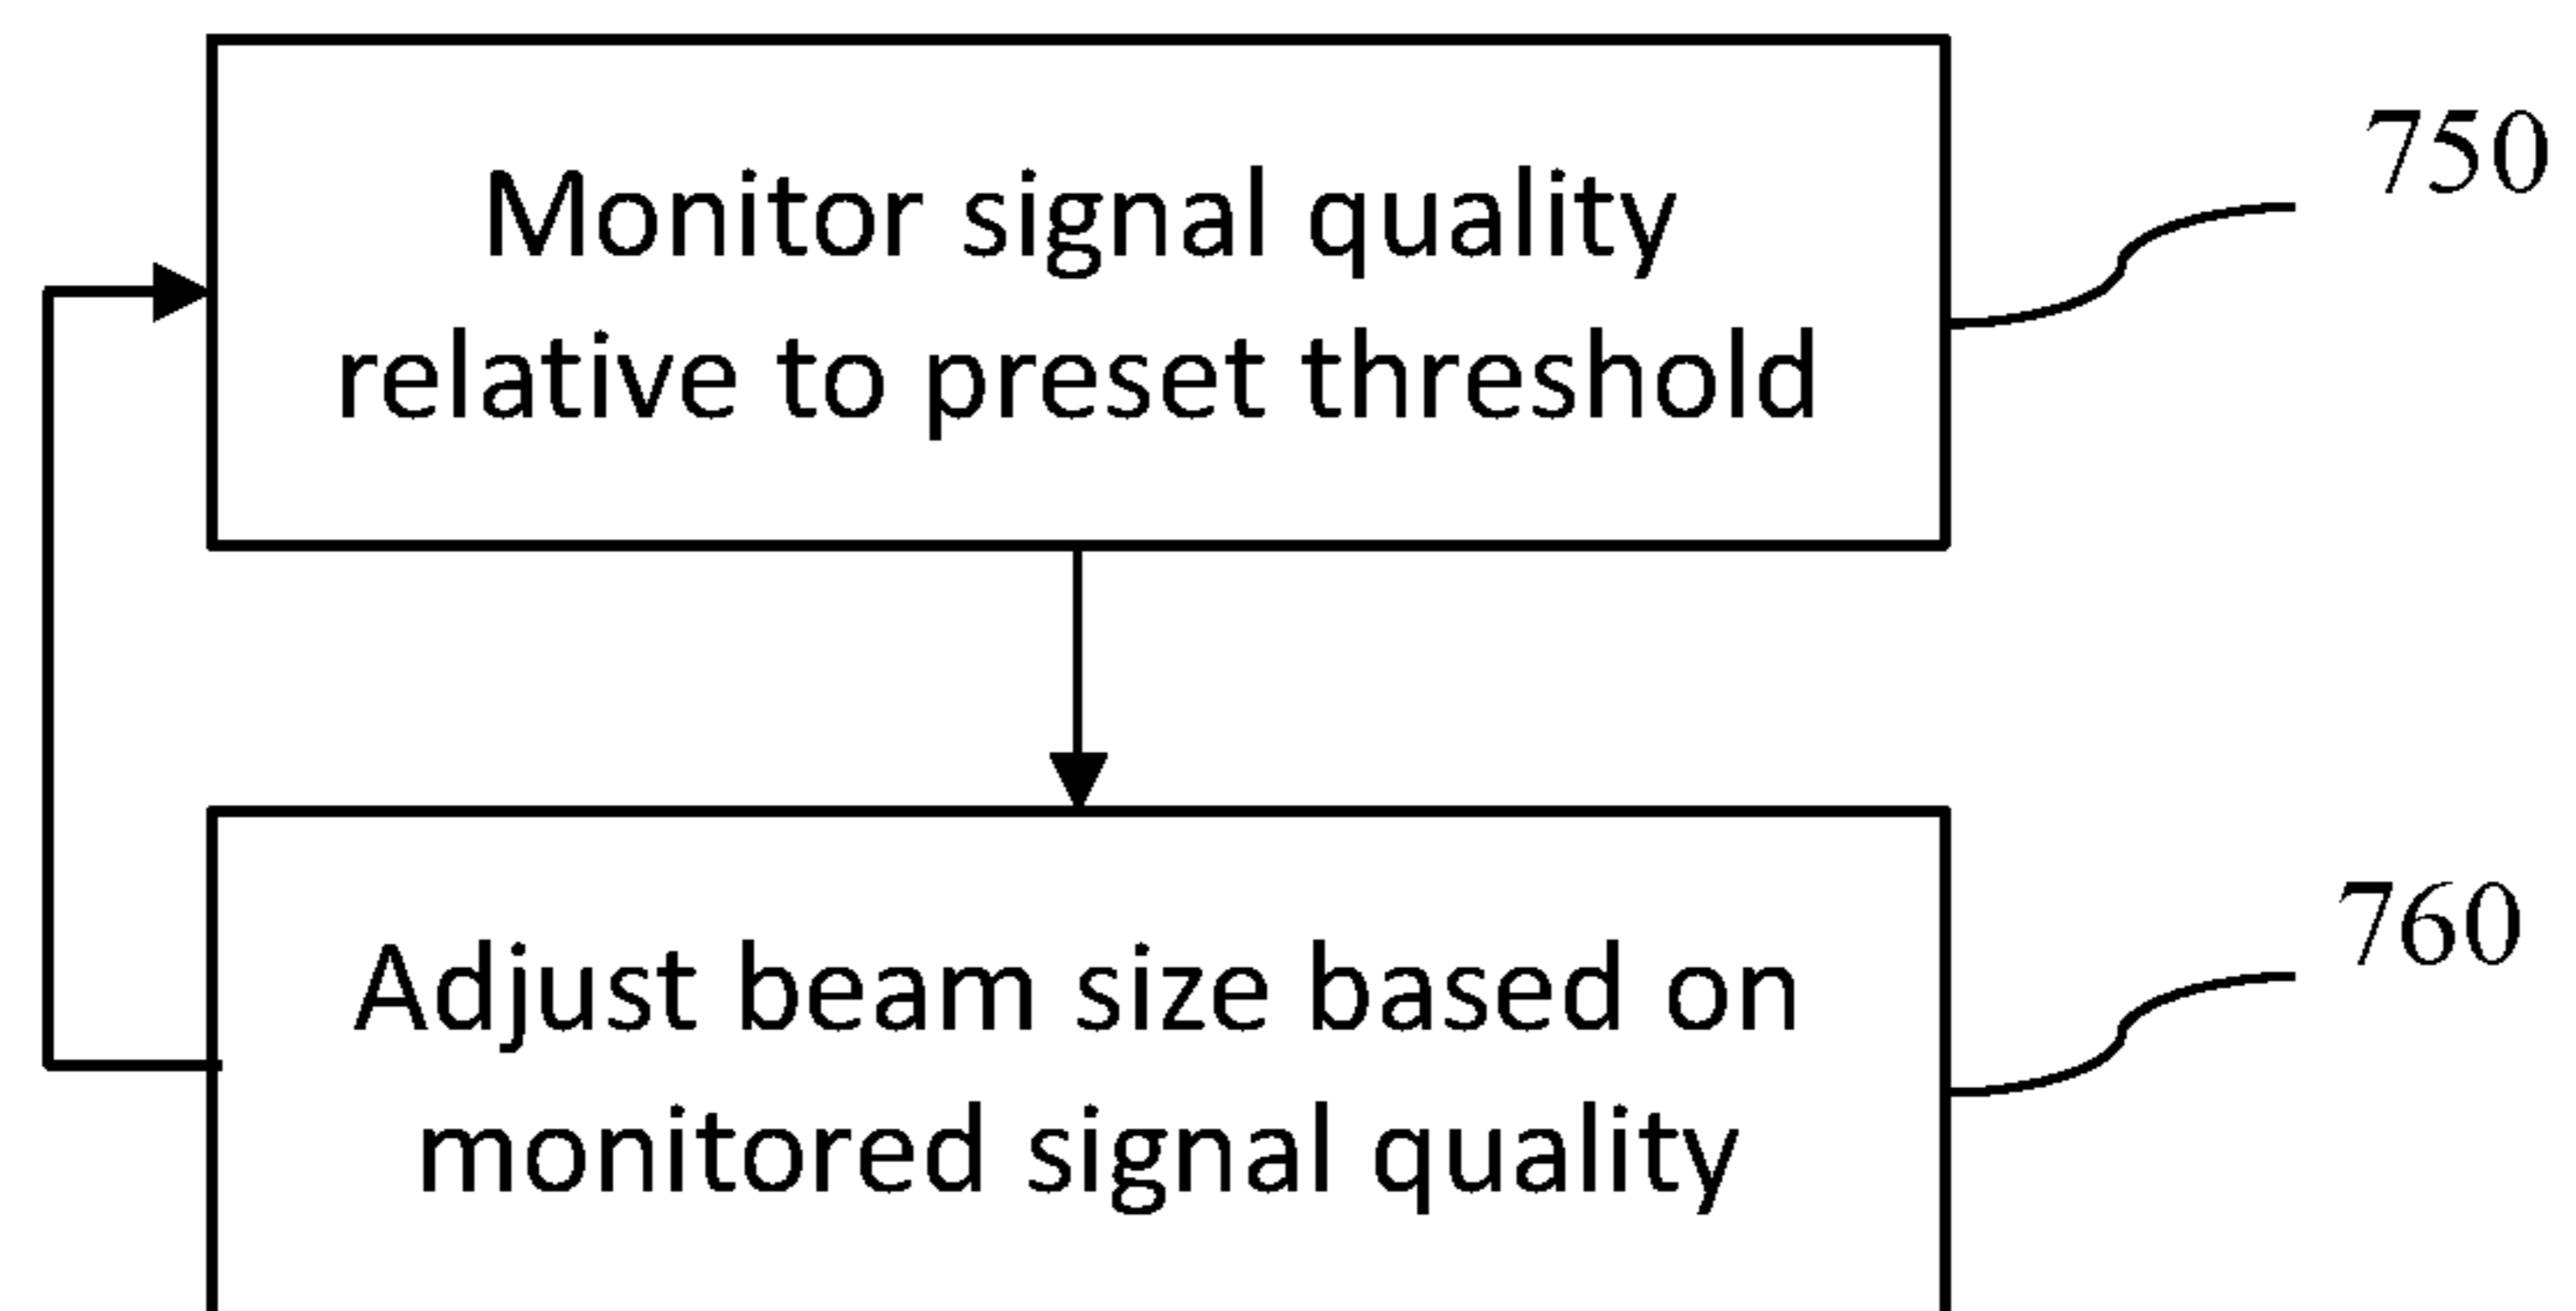 750
Monitor signal quality
relative to preset threshold
760
Adjust beam size based on
monitored signal quality